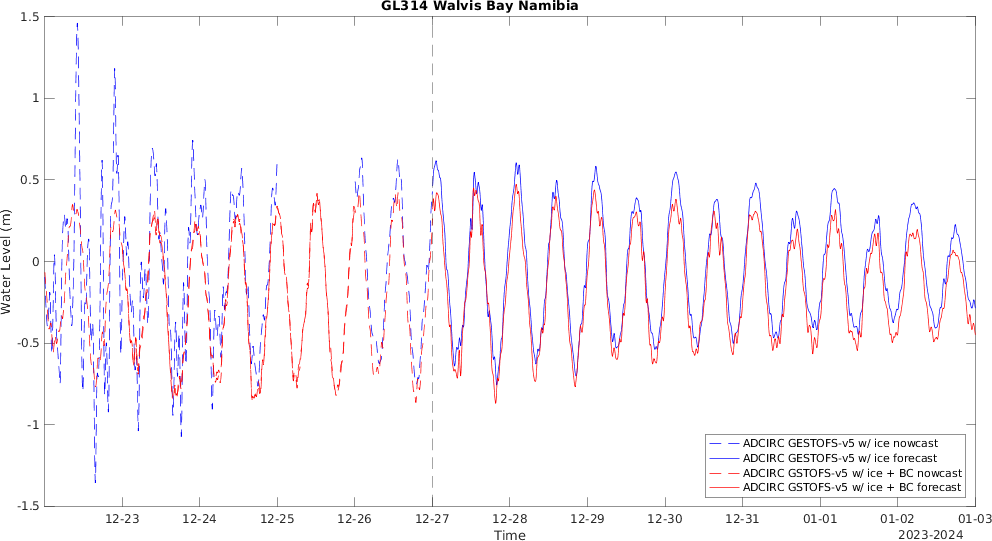 GL314 Walvis Bay Namibia
Water Level (m)
1.5
1
0.5
0
-0.5
-1
-1.5
12-23
12-24
12-25
12-26
12-27
12-28
12-29
12-30
12-31
01-01
01-02
01-03
Time
2023-2024
ADCIRC GESTOFS-v5 w/ ice nowcast
ADCIRC GESTOFS-v5 w/ ice forecast
ADCIRC GSTOFS-v5 w/ ice + BC nowcast
ADCIRC GSTOFS-v5 w/ ice + BC forecast